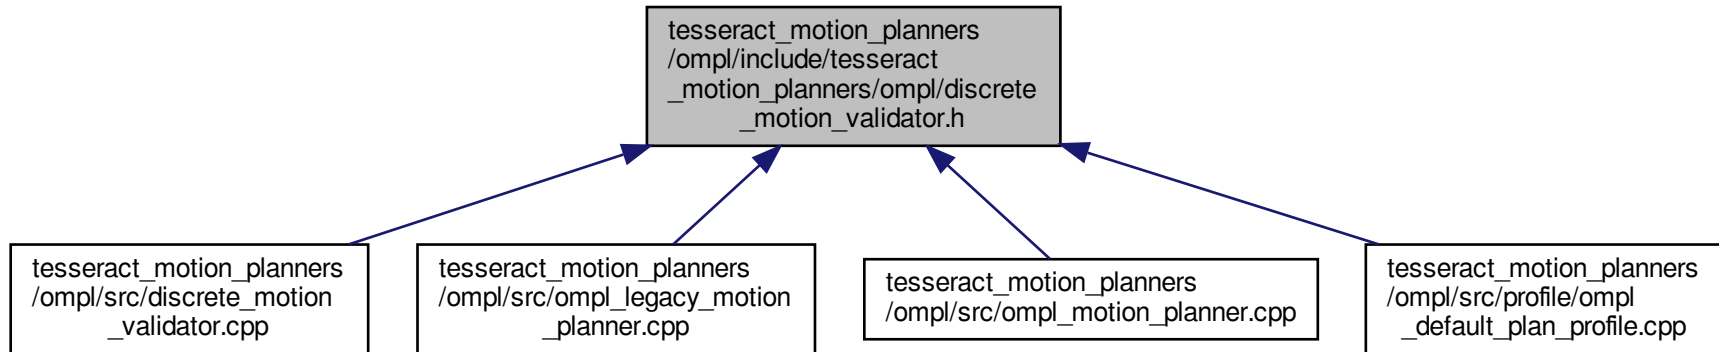 tesseract_motion_planners
/ompl/include/tesseract
_motion_planners/ompl/discrete
_motion_validator.h
tesseract_motion_planners
/ompl/src/discrete_motion
_validator.cpp
tesseract_motion_planners
/ompl/src/ompl_legacy_motion
_planner.cpp
tesseract_motion_planners
/ompl/src/ompl_motion_planner.cpp
tesseract_motion_planners
/ompl/src/profile/ompl
_default_plan_profile.cpp